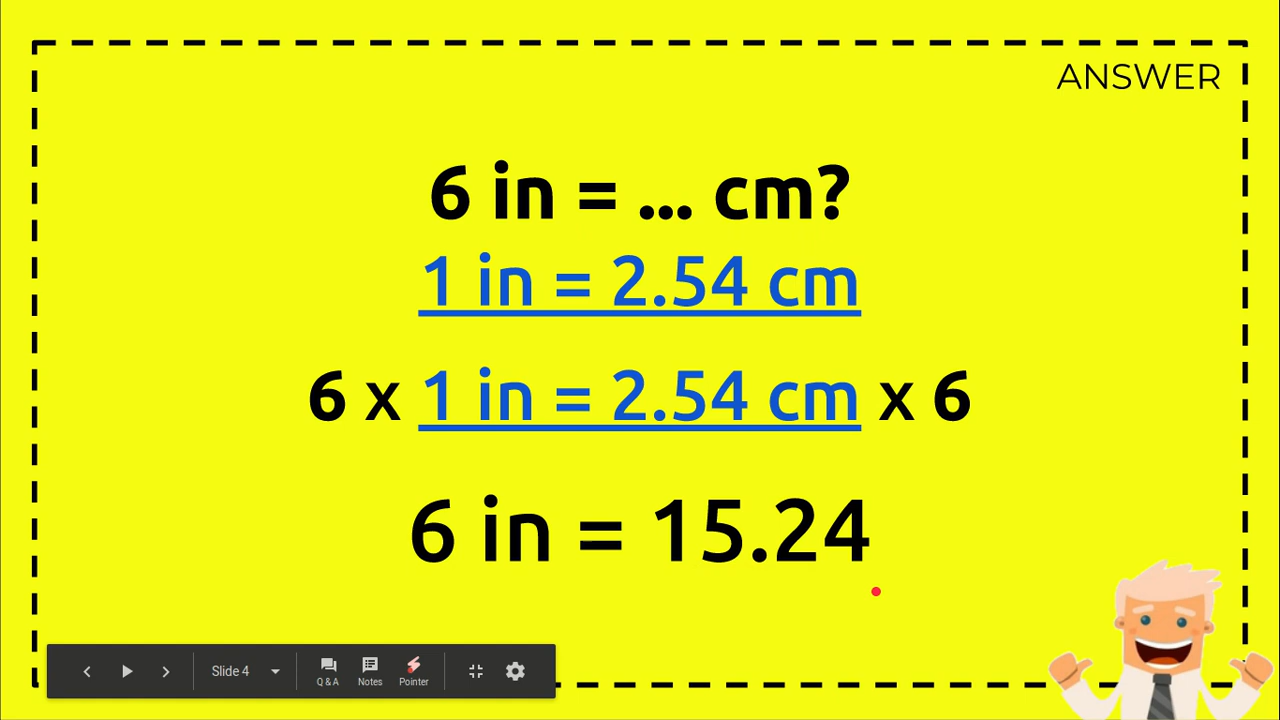 ANSWER
6 in = ... cm?
1 in = 2.54 cm
6 x 1 in = 2.54 cm x 6
6 in = 15.24
Slide 4
Q & A
Notes
Pointer